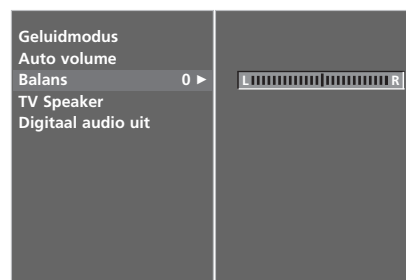 Geluidmodus
Auto volume
Balans 0 ►
L R
TV Speaker
Digitaal audio uit